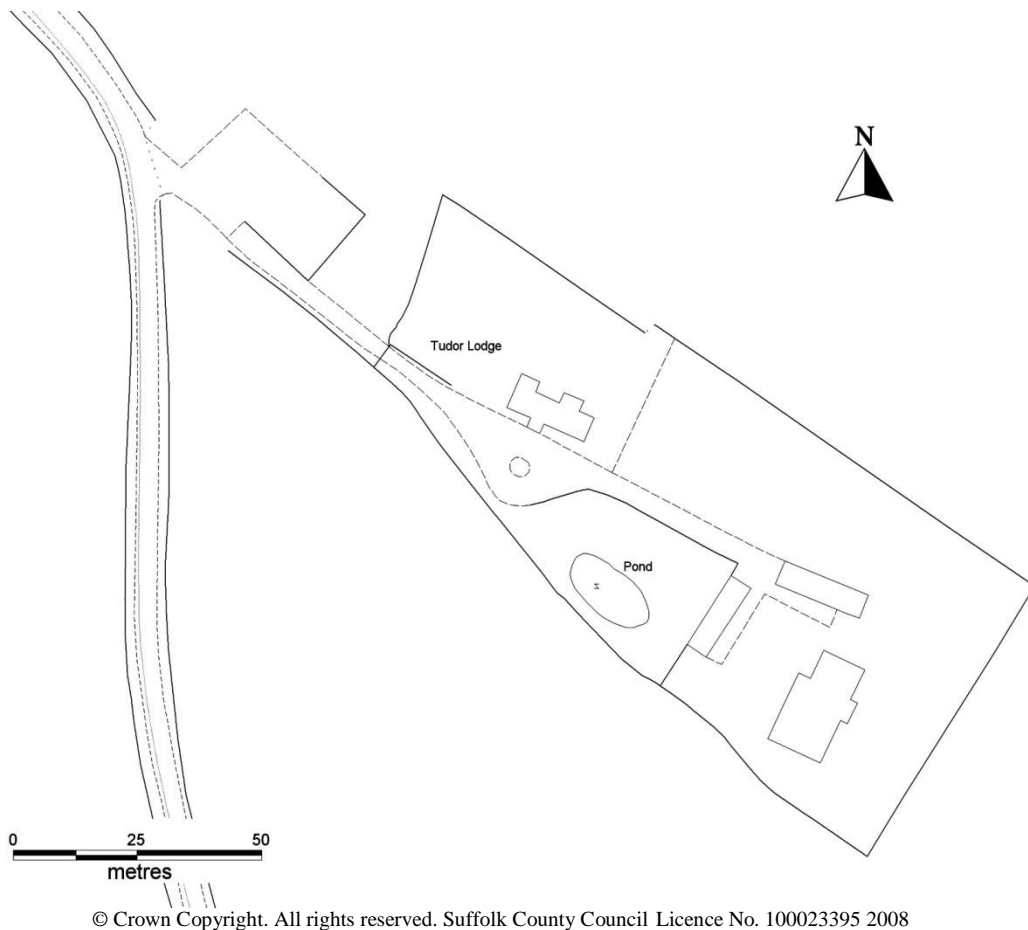 N
Tudor Lodge
Pond
0 25 50
metres
© Crown Copyright. All rights reserved. Suffolk County Council Licence No. 100023395 2008